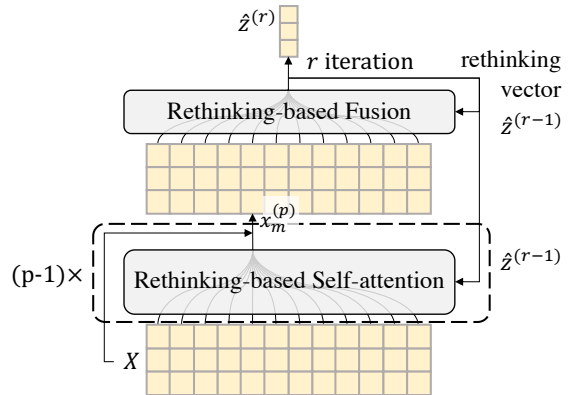 ẑ^(r)
r iteration
rethinking
vector
ẑ^(r−1)
Rethinking-based Fusion
x_m^(p)
(p-1)×
Rethinking-based Self-attention
ẑ^(r−1)
X